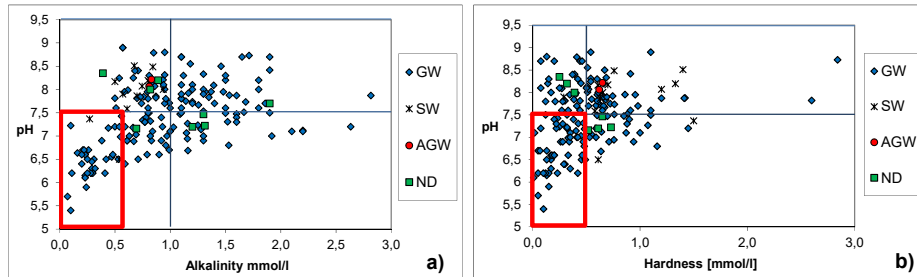 9,5
9
8,5
8
7,5
pH
7
6,5
6
5,5
5
0,0 0,5 1,0 1,5 2,0 2,5 3,0
Alkalinity mmol/l
a)
GW
SW
AGW
ND
9,5
9
8,5
8
7,5
pH
7
6,5
6
5,5
5
0,0 1,0 2,0 3,0
Hardness [mmol/l]
b)
GW
SW
AGW
ND